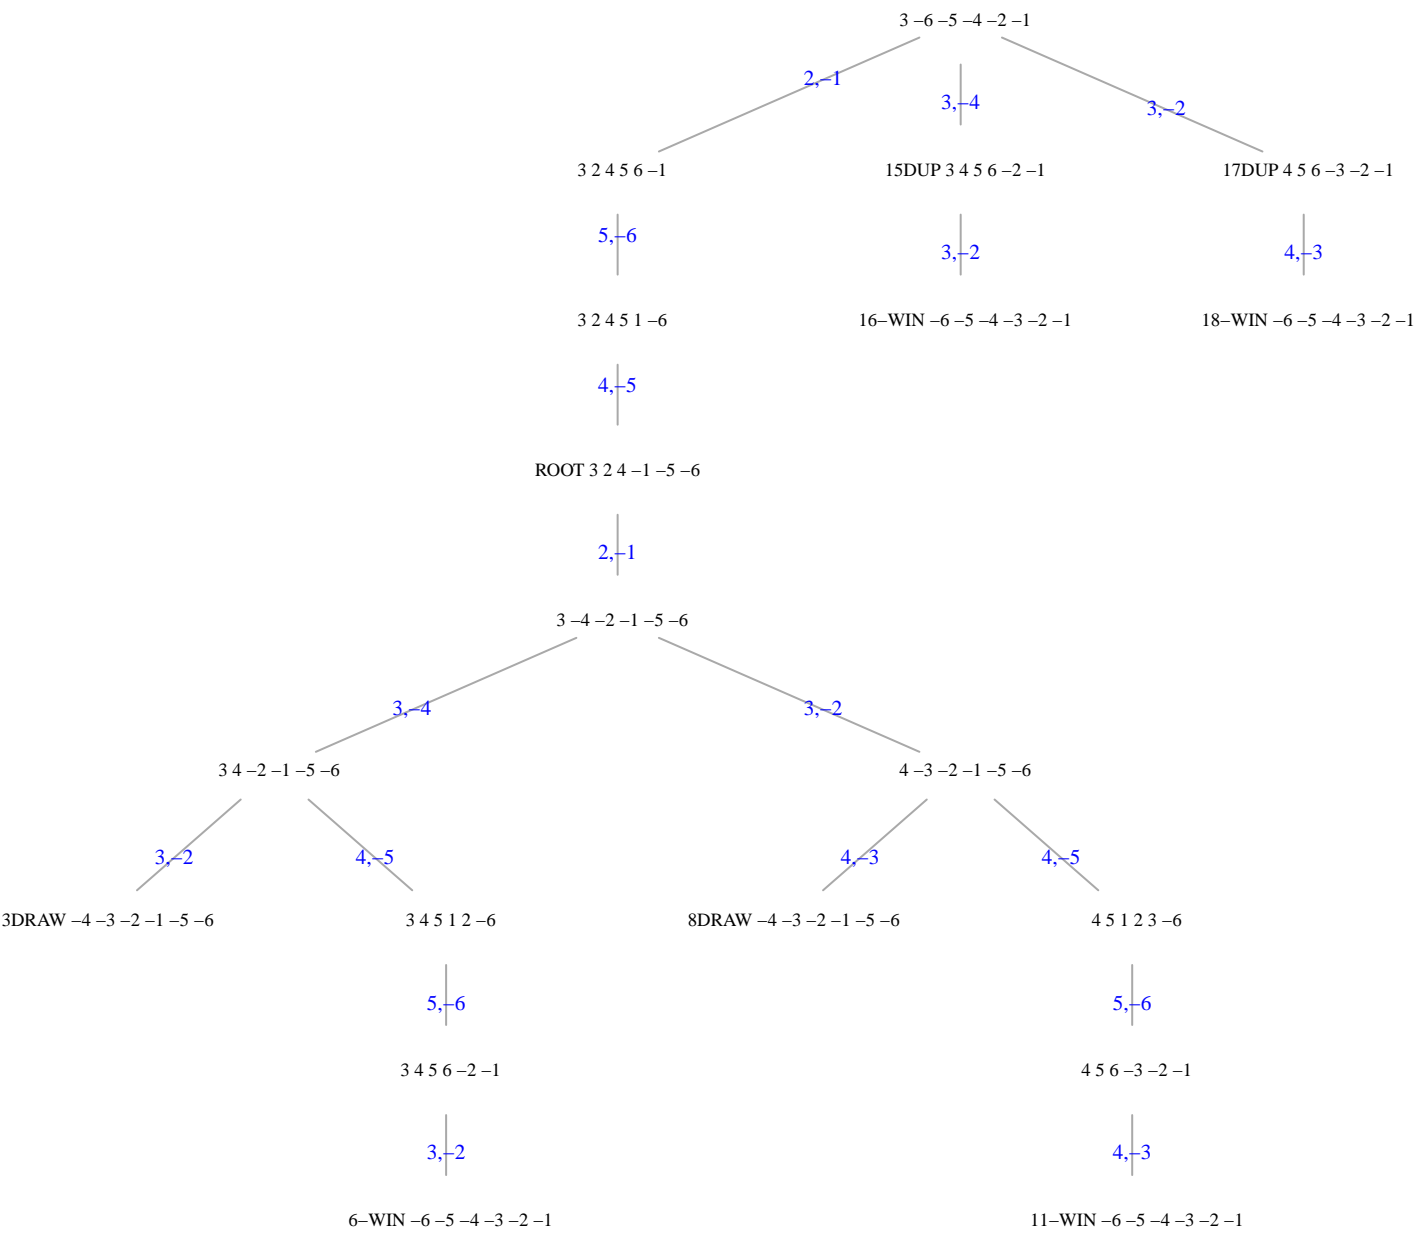 3 –6 –5 –4 –2 –1
2,–1
3,–4
3,–2
3 2 4 5 6 –1
15DUP 3 4 5 6 –2 –1
17DUP 4 5 6 –3 –2 –1
5,–6
3,–2
4,–3
3 2 4 5 1 –6
16–WIN –6 –5 –4 –3 –2 –1
18–WIN –6 –5 –4 –3 –2 –1
4,–5
ROOT 3 2 4 –1 –5 –6
2,–1
3 –4 –2 –1 –5 –6
3,–4
3,–2
3 4 –2 –1 –5 –6
4 –3 –2 –1 –5 –6
3,–2
4,–5
4,–3
4,–5
3DRAW –4 –3 –2 –1 –5 –6
3 4 5 1 2 –6
8DRAW –4 –3 –2 –1 –5 –6
4 5 1 2 3 –6
5,–6
5,–6
3 4 5 6 –2 –1
4 5 6 –3 –2 –1
3,–2
4,–3
6–WIN –6 –5 –4 –3 –2 –1
11–WIN –6 –5 –4 –3 –2 –1